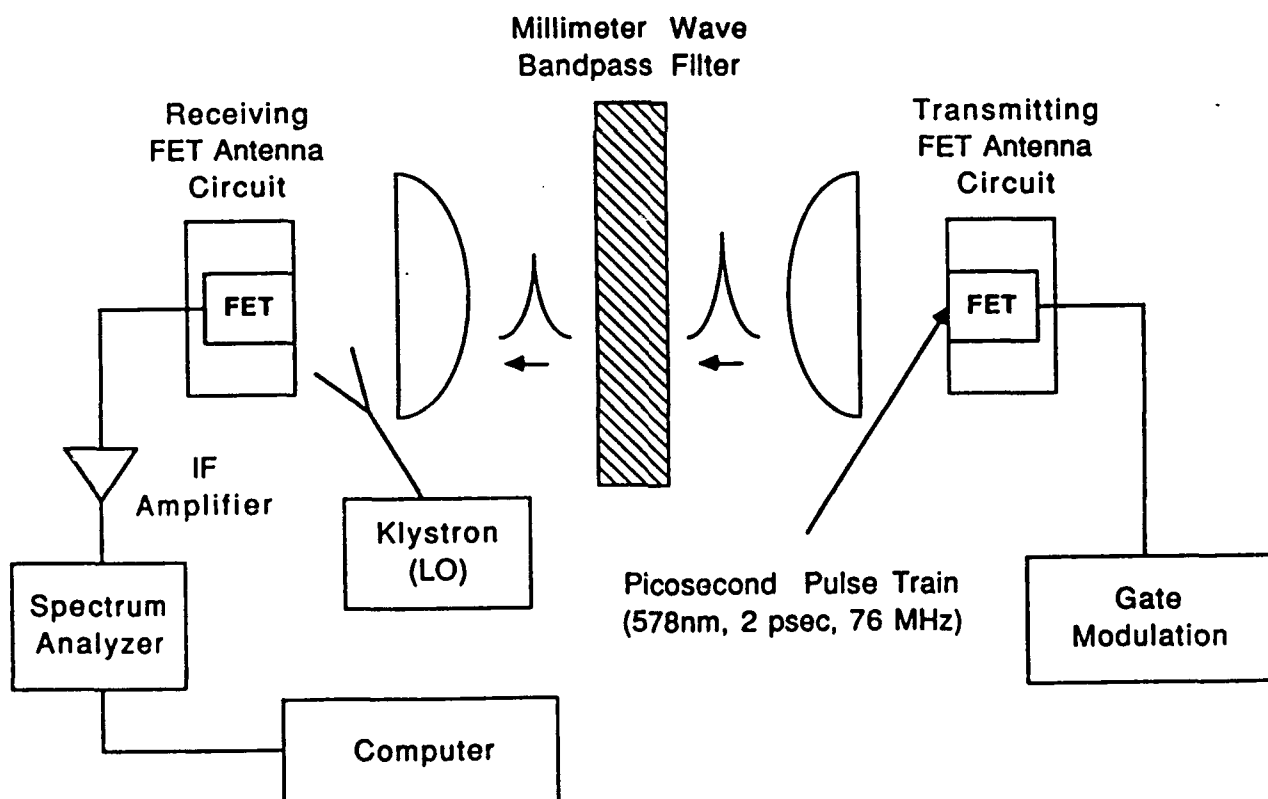 Millimeter Wave
Bandpass Filter
Receiving
FET Antenna
Circuit
Transmitting
FET Antenna
Circuit
FET
FET
IF
Amplifier
Klystron
(LO)
Picosecond Pulse Train
(578nm, 2 psec, 76 MHz)
Gate
Modulation
Spectrum
Analyzer
Computer